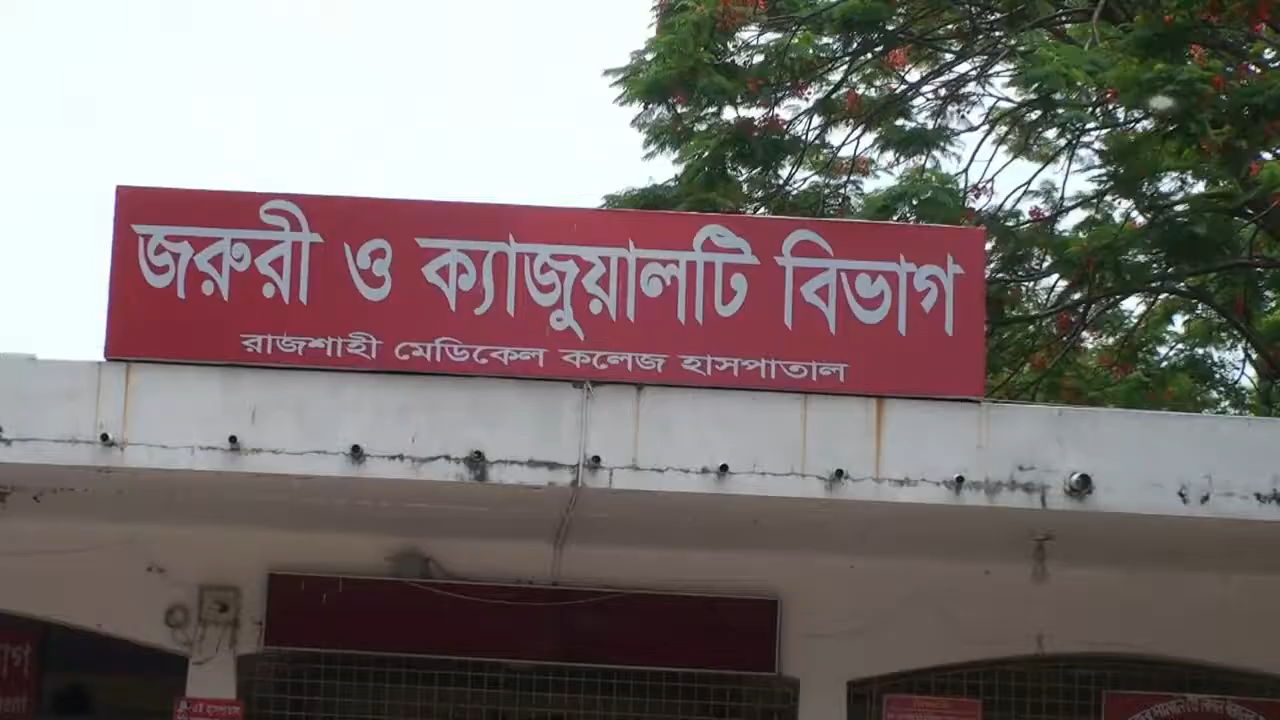 জরুরী ও ক্যাজুয়ালটি বিভাগ
রাজশাহী মেডিকেল কলেজ হাসপাতাল